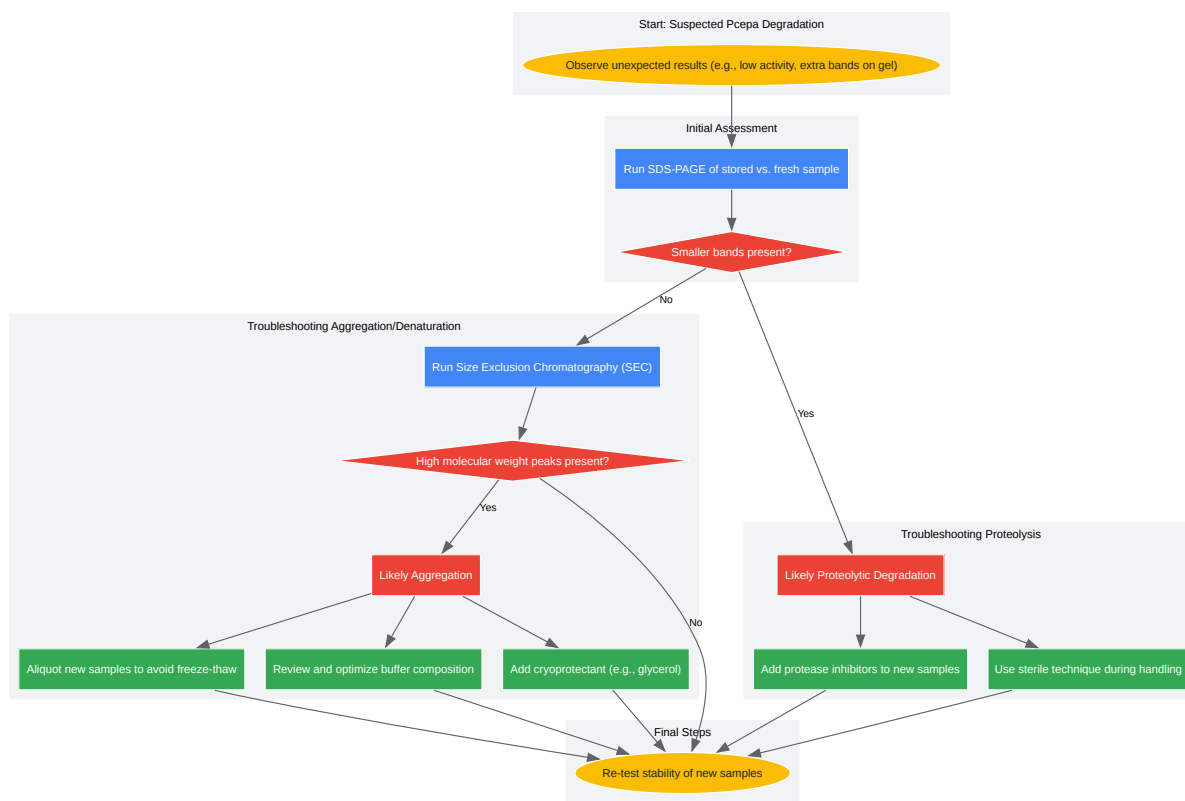 Start: Suspected Pcepa Degradation
Observe unexpected results (e.g., low activity, extra bands on gel)
Initial Assessment
Run SDS-PAGE of stored vs. fresh sample
Smaller bands present?
No
Yes
Troubleshooting Aggregation/Denaturation
Run Size Exclusion Chromatography (SEC)
High molecular weight peaks present?
Yes
No
Likely Aggregation
Aliquot new samples to avoid freeze-thaw
Review and optimize buffer composition
Add cryoprotectant (e.g., glycerol)
Troubleshooting Proteolysis
Likely Proteolytic Degradation
Add protease inhibitors to new samples
Use sterile technique during handling
Final Steps
Re-test stability of new samples